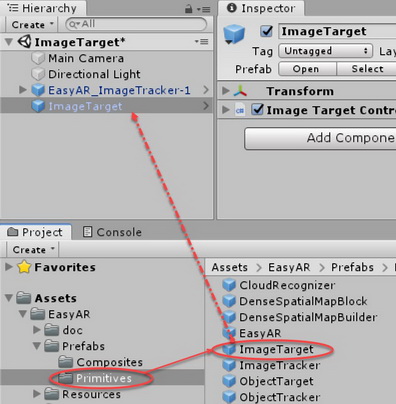 Hierarchy
Create
All
ImageTarget*
Main Camera
Directional Light
EasyAR_ImageTracker-1
ImageTarget
Inspector
ImageTarget
Tag Untagged Lay
Prefab Open Select
Transform
Image Target Contr
Add Compone
Project Console
Create
Favorites
Assets
EasyAR
doc
Prefabs
Composites
Primitives
Resources
Assets > EasyAR > Prefabs >
CloudRecognizer
DenseSpatialMapBlock
DenseSpatialMapBuilder
EasyAR
ImageTarget
ImageTracker
ObjectTarget
ObjectTracker